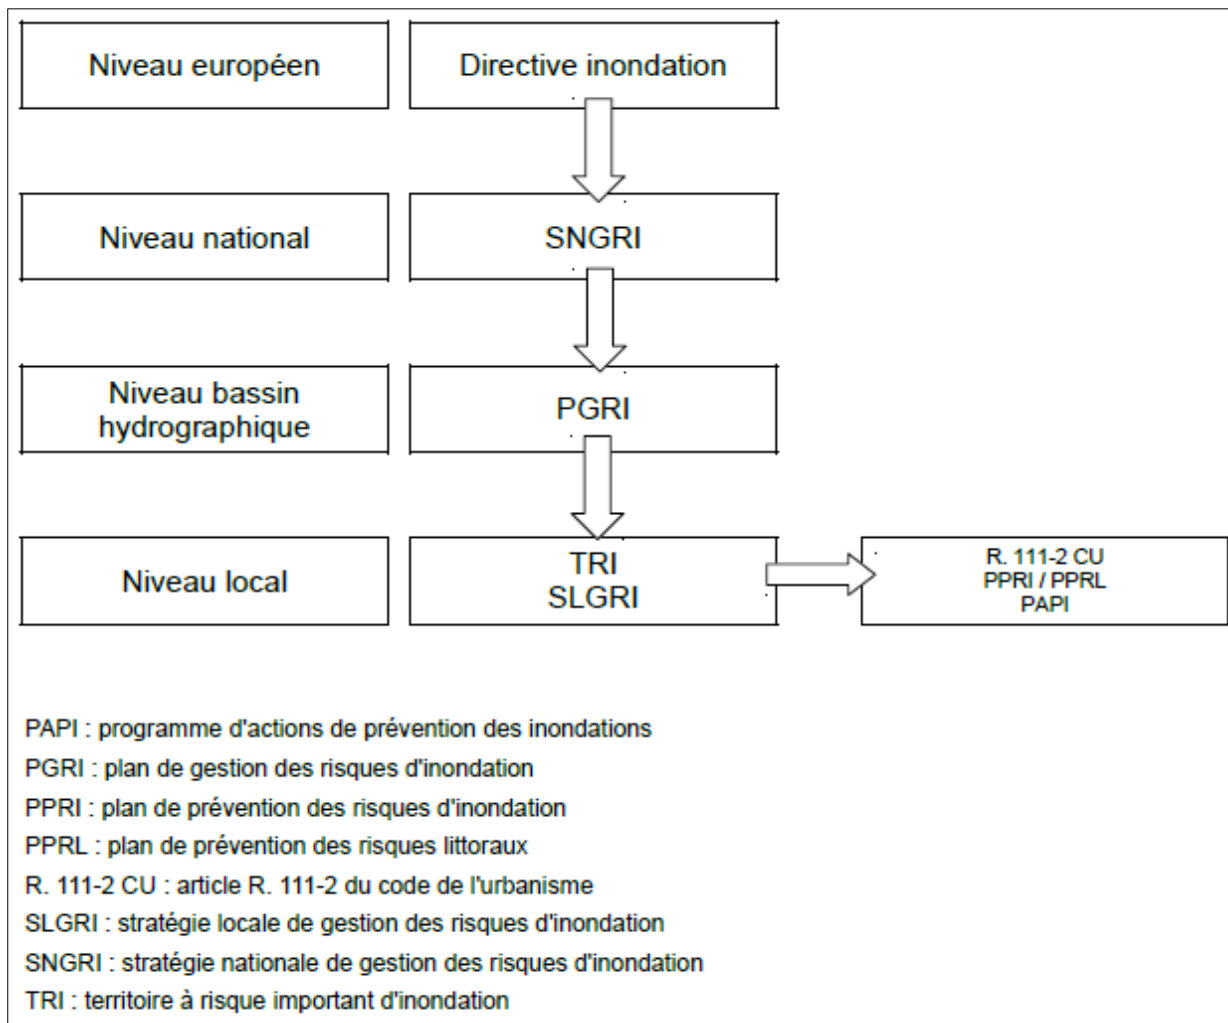 Niveau européen
Directive inondation
Niveau national
SNGRI
Niveau bassin
hydrographique
PGRI
Niveau local
TRI
SLGRI
R. 111-2 CU
PPRI / PPRL
PAPI
PAPI : programme d'actions de prévention des inondations
PGRI : plan de gestion des risques d'inondation
PPRI : plan de prévention des risques d'inondation
PPRL : plan de prévention des risques littoraux
R. 111-2 CU : article R. 111-2 du code de l'urbanisme
SLGRI : stratégie locale de gestion des risques d'inondation
SNGRI : stratégie nationale de gestion des risques d'inondation
TRI : territoire à risque important d'inondation